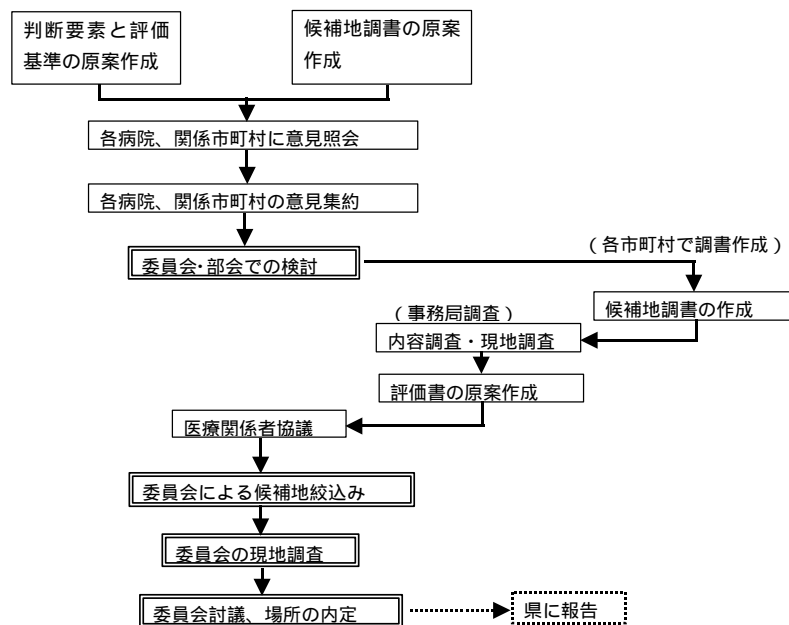 判断要素と評価
基準の原案作成
候補地調書の原案
作成
各病院、関係市町村に意見照会
各病院、関係市町村の意見集約
委員会・部会での検討
(各市町村で調書作成)
候補地調書の作成
(事務局調査)
内容調査・現地調査
評価書の原案作成
医療関係者協議
委員会による候補地絞込み
委員会の現地調査
委員会討議、場所の内定
県に報告